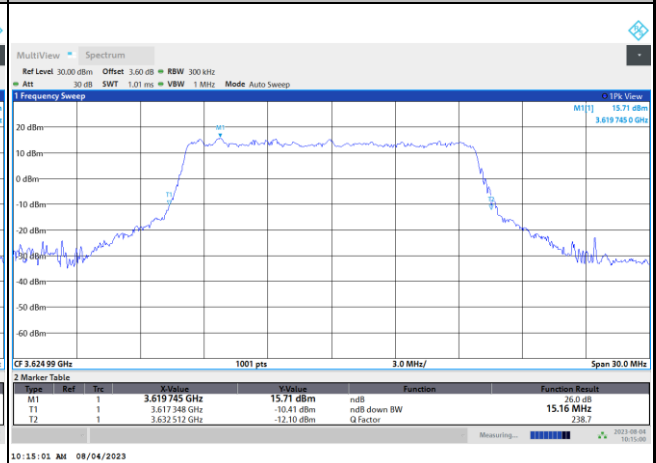 MultiView Spectrum
Ref Level 30.00 dBm Offset 3.60 dB RBW 300 kHz
Att 30 dB SWT 1.01 ms VBW 1 MHz Mode Auto Sweep
1 Frequency Sweep 1Pk View
M1[1] 15.71 dBm
3.619 745 0 GHz
20 dBm
M1
10 dBm
0 dBm
T1
-10 dBm
T2
-20 dBm
-30 dBm
-40 dBm
-50 dBm
-60 dBm
CF 3.624 99 GHz 1001 pts 3.0 MHz/ Span 30.0 MHz
2 Marker Table
Type Ref Trc X-Value Y-Value Function Function Result
M1 1 3.619 745 GHz 15.71 dBm ndB 26.0 dB
T1 1 3.617 348 GHz -10.41 dBm ndB down BW 15.16 MHz
T2 1 3.632 512 GHz -12.10 dBm Q Factor 238.7
Measuring... 2023-08-04
10:15:00
10:15:01 AM 08/04/2023